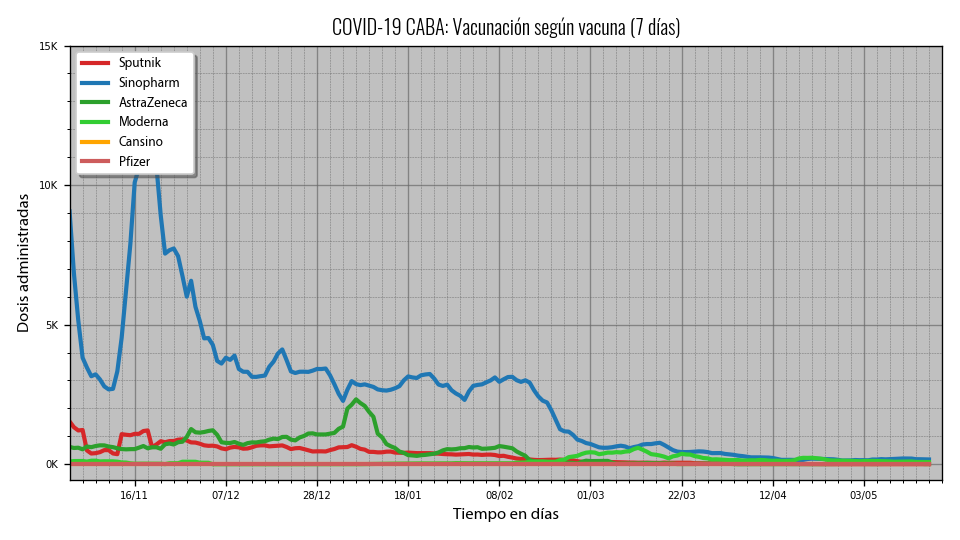 COVID-19 CABA: Vacunación según vacuna (7 días)
15K
Sputnik
Sinopharm
AstraZeneca
Moderna
Cansino
Pfizer
10K
5K
0K
Dosis administradas
16/11 07/12 28/12 18/01 08/02 01/03 22/03 12/04 03/05
Tiempo en días